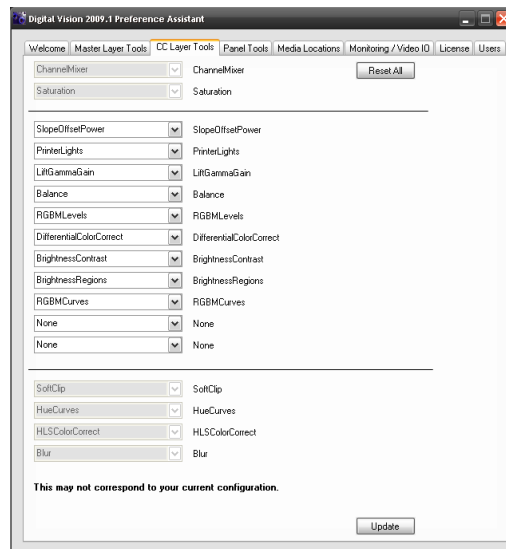 Digital Vision 2009.1 Preference Assistant
Welcome Master Layer Tools CC Layer Tools Panel Tools Media Locations Monitoring / Video IO License Users
ChannelMixer ChannelMixer Reset All
Saturation Saturation
SlopeOffsetPower SlopeOffsetPower
PrinterLights PrinterLights
LiftGammaGain LiftGammaGain
Balance Balance
RGBMLevels RGBMLevels
DifferentialColorCorrect DifferentialColorCorrect
BrightnessContrast BrightnessContrast
BrightnessRegions BrightnessRegions
RGBMCurves RGBMCurves
None None
None None
SoftClip SoftClip
HueCurves HueCurves
HLSColorCorrect HLSColorCorrect
Blur Blur
This may not correspond to your current configuration.
Update